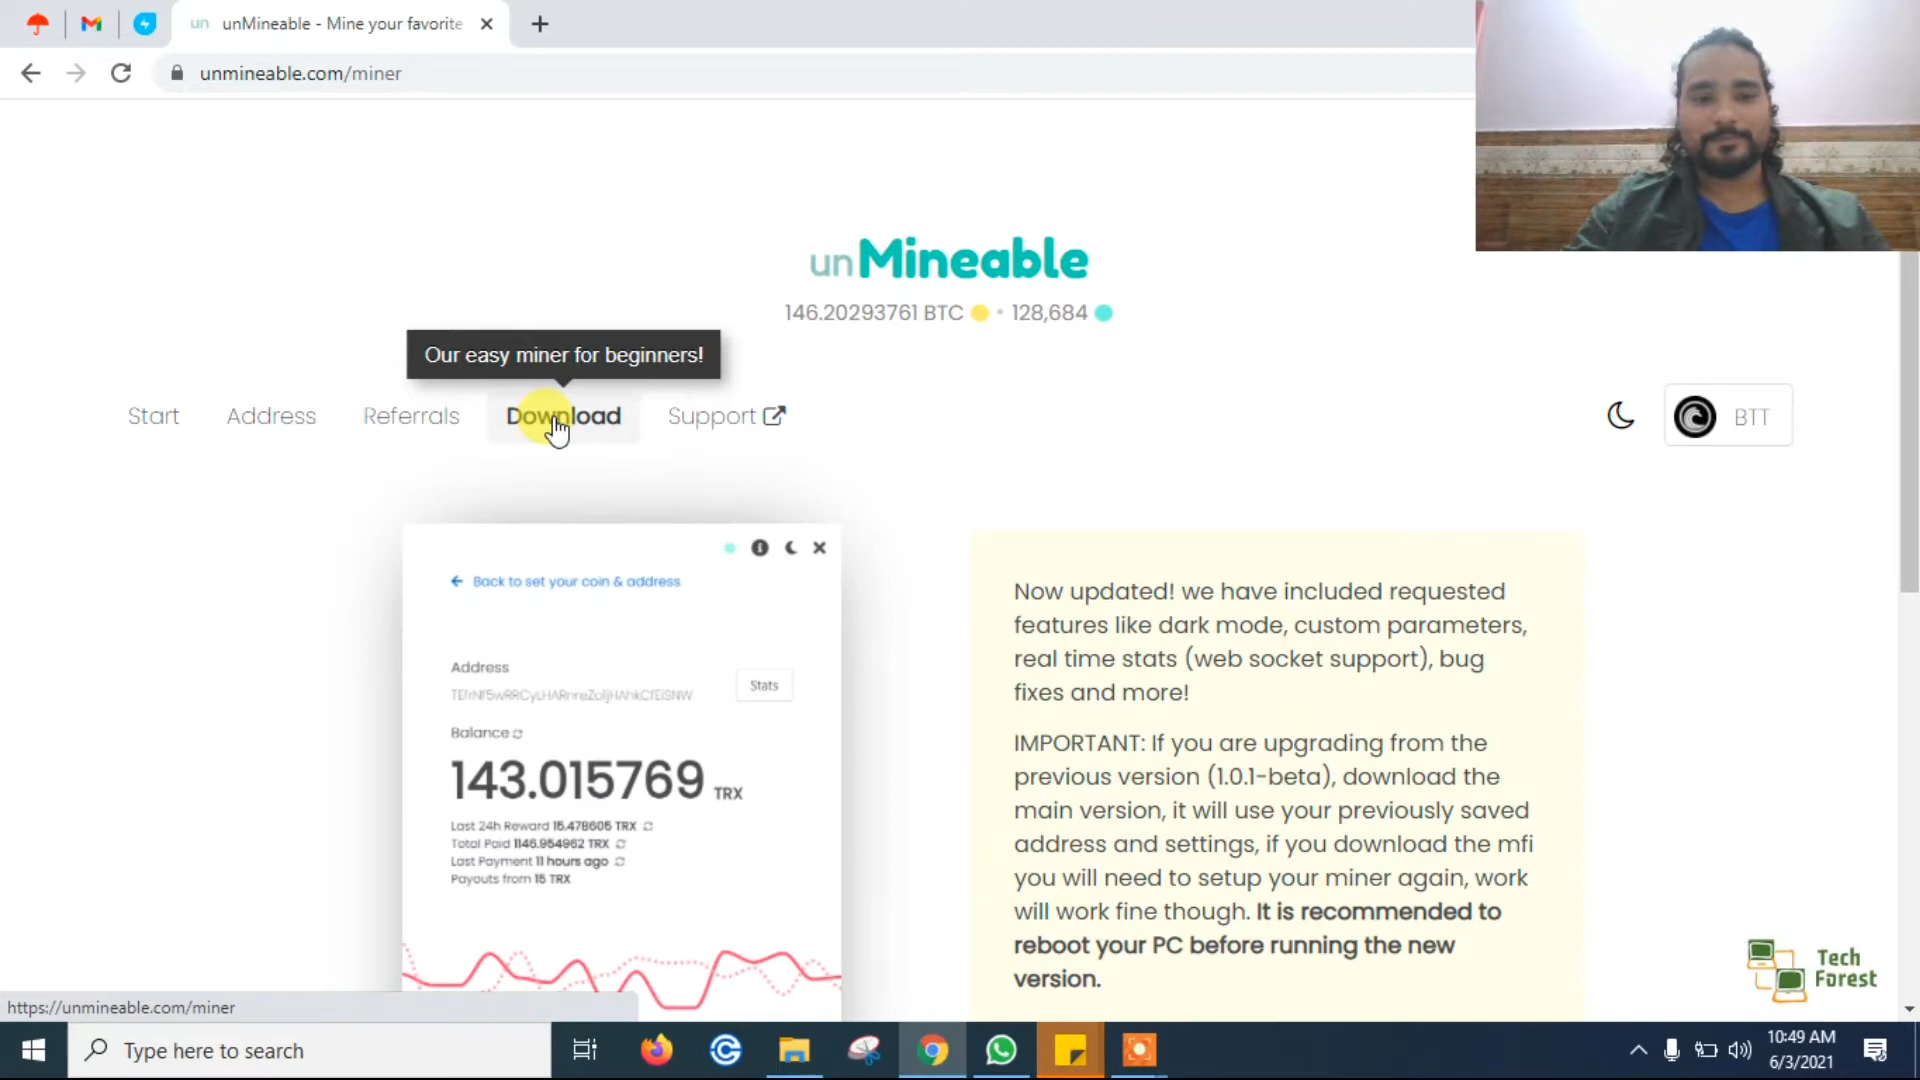 un unMineable - Mine your favorite
unmineable.com/miner
unMineable
146.20293761 BTC • 128,684
Our easy miner for beginners!
Start Address Referrals Download Support BTT
Back to set your coin & address
Address
Stats
Balance
143.015769 TRX
Last 24h Reward 15.478605 TRX
Total Paid 1146.954962 TRX
Last Payment 11 hours ago
Payouts from 15 TRX
Now updated! we have included requested
features like dark mode, custom parameters,
real time stats (web socket support), bug
fixes and more!
IMPORTANT: If you are upgrading from the
previous version (1.0.1-beta), download the
main version, it will use your previously saved
address and settings, if you download the mfi
you will need to setup your miner again, work
will work fine though. It is recommended to
reboot your PC before running the new
version.
Tech
Forest
https://unmineable.com/miner
Type here to search
10:49 AM
6/3/2021